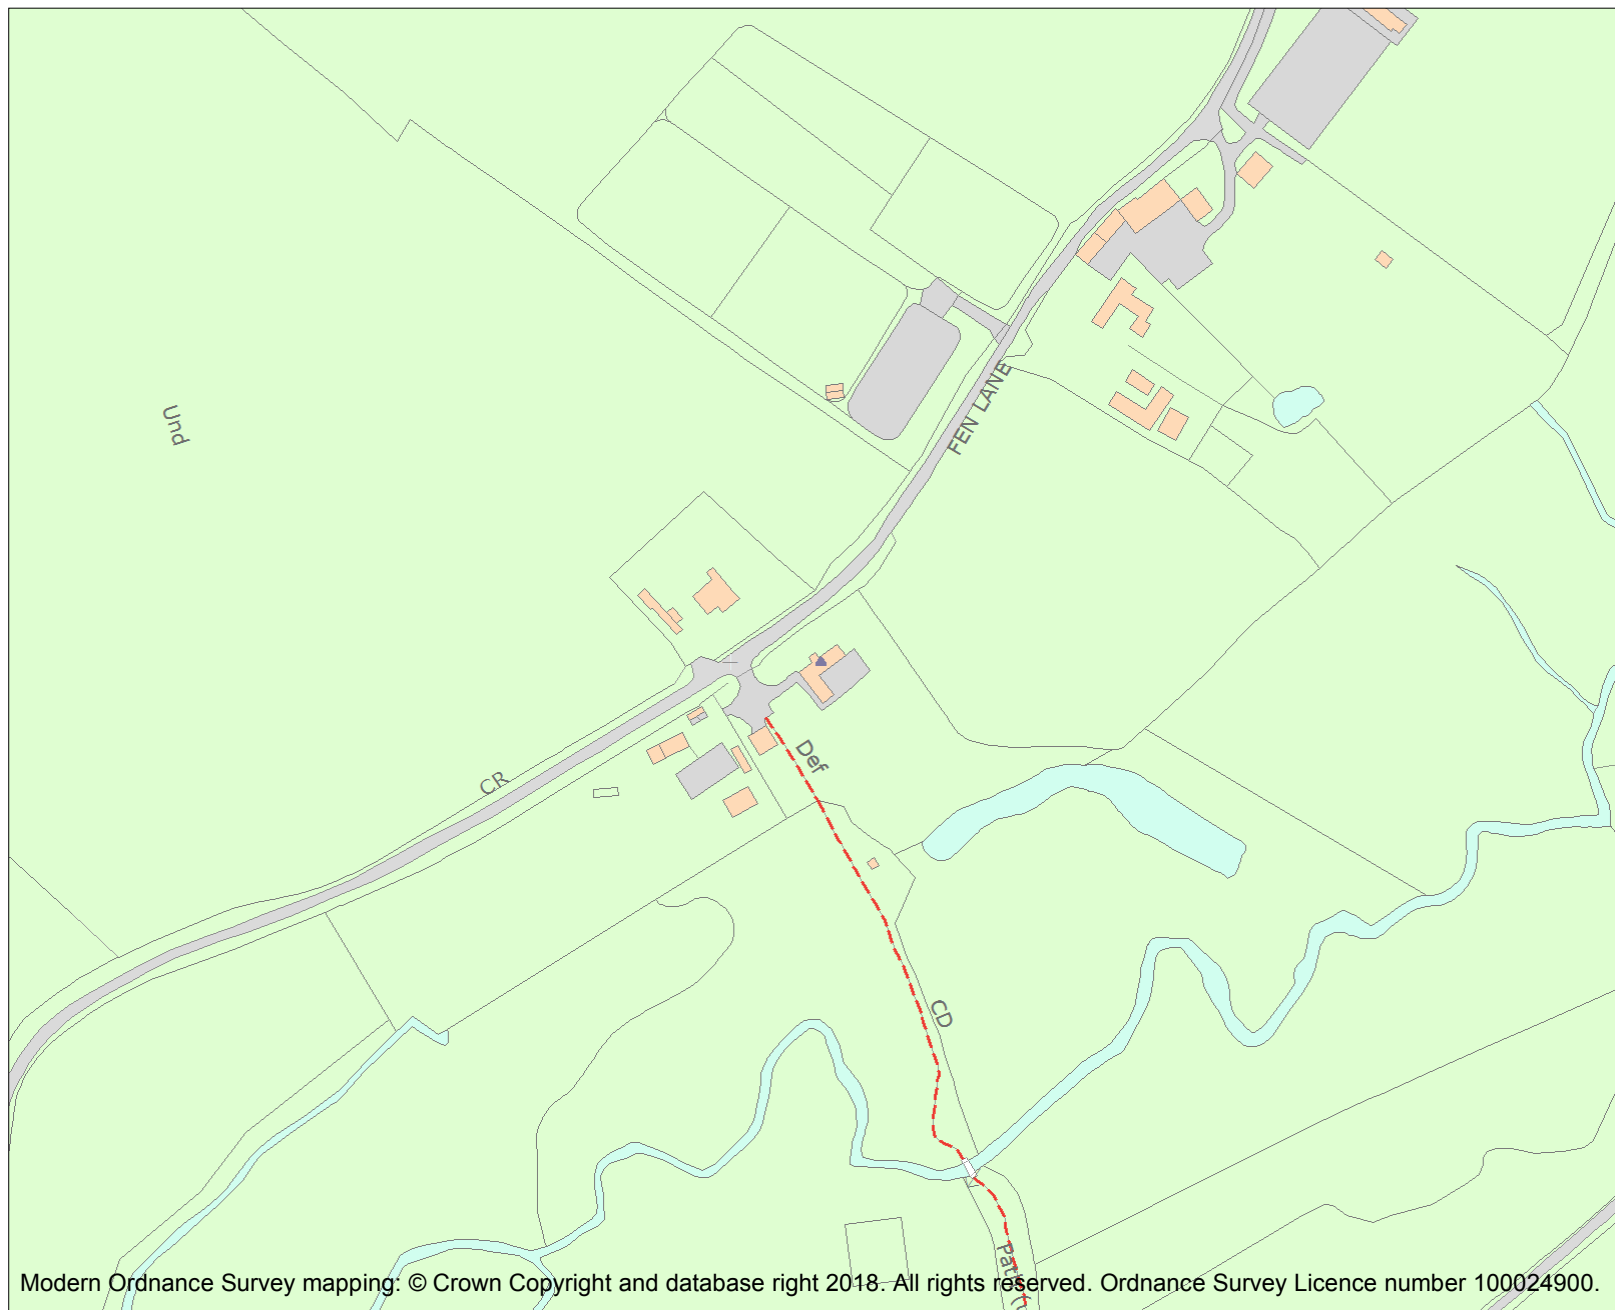 Und
FEN LANE
Def
CR
CD
Path (u
Modern Ordnance Survey mapping: © Crown Copyright and database right 2018. All rights reserved. Ordnance Survey Licence number 100024900.